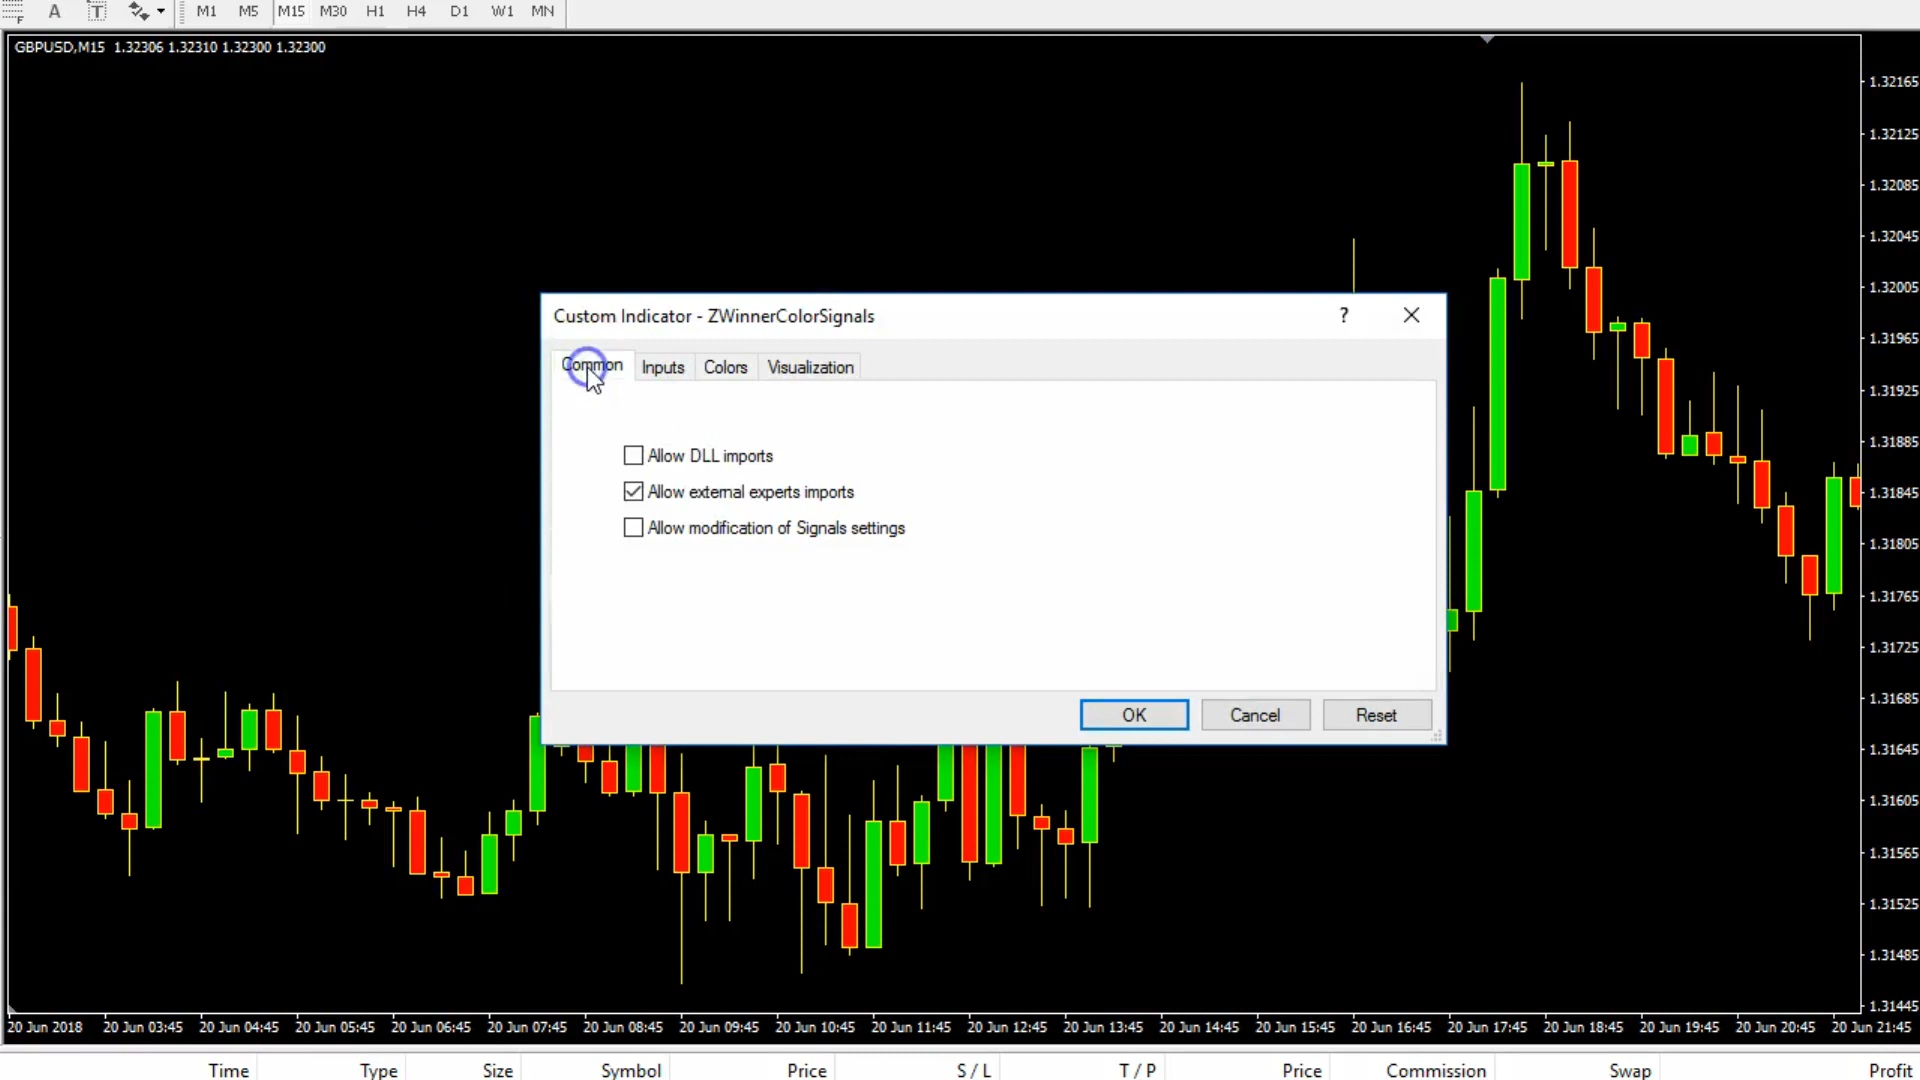 F A T M1 M5 M15 M30 H1 H4 D1 W1 MN
GBPUSD,M15 1.32306 1.32310 1.32300 1.32300
1.32165
1.32125
1.32085
1.32045
1.32005
1.31965
1.31925
1.31885
1.31845
1.31805
1.31765
1.31725
1.31685
1.31645
1.31605
1.31565
1.31525
1.31485
1.31445
Custom Indicator - ZWinnerColorSignals ?
Common Inputs Colors Visualization
Allow DLL imports
Allow external experts imports
Allow modification of Signals settings
OK Cancel Reset
20 Jun 2018 20 Jun 03:45 20 Jun 04:45 20 Jun 05:45 20 Jun 06:45 20 Jun 07:45 20 Jun 08:45 20 Jun 09:45 20 Jun 10:45 20 Jun 11:45 20 Jun 12:45 20 Jun 13:45 20 Jun 14:45 20 Jun 15:45 20 Jun 16:45 20 Jun 17:45 20 Jun 18:45 20 Jun 19:45 20 Jun 20:45 20 Jun 21:45
Time Type Size Symbol Price S / L T / P Price Commission Swap Profit